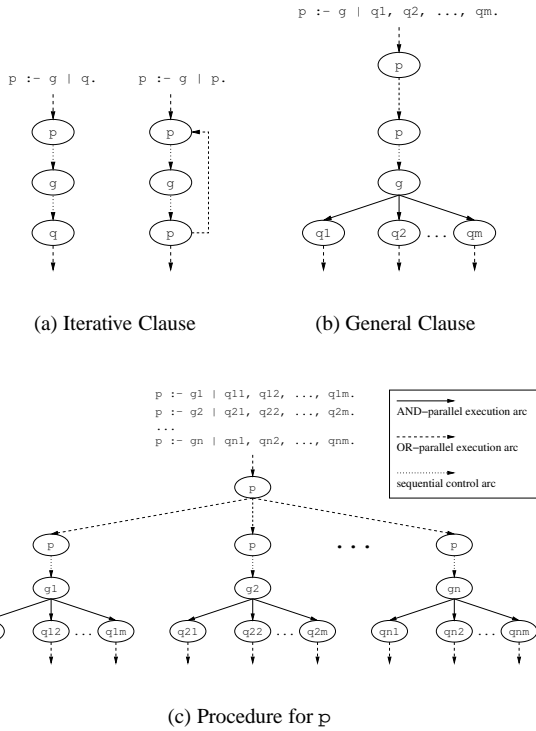 p :- g | q1, q2, ..., qm.
p
p :- g | q. p :- g | p.
p p p
g g g
q p q1 q2 ... qm
(a) Iterative Clause (b) General Clause
p :- g1 | q11, q12, ..., q1m.
p :- g2 | q21, q22, ..., q2m.
...
p :- gn | qn1, qn2, ..., qnm.
AND−parallel execution arc
OR−parallel execution arc
sequential control arc
p
p p ... p
g1 g2 gn
q12 ... q1m q21 q22 ... q2m qn1 qn2 ... qnm
(c) Procedure for p